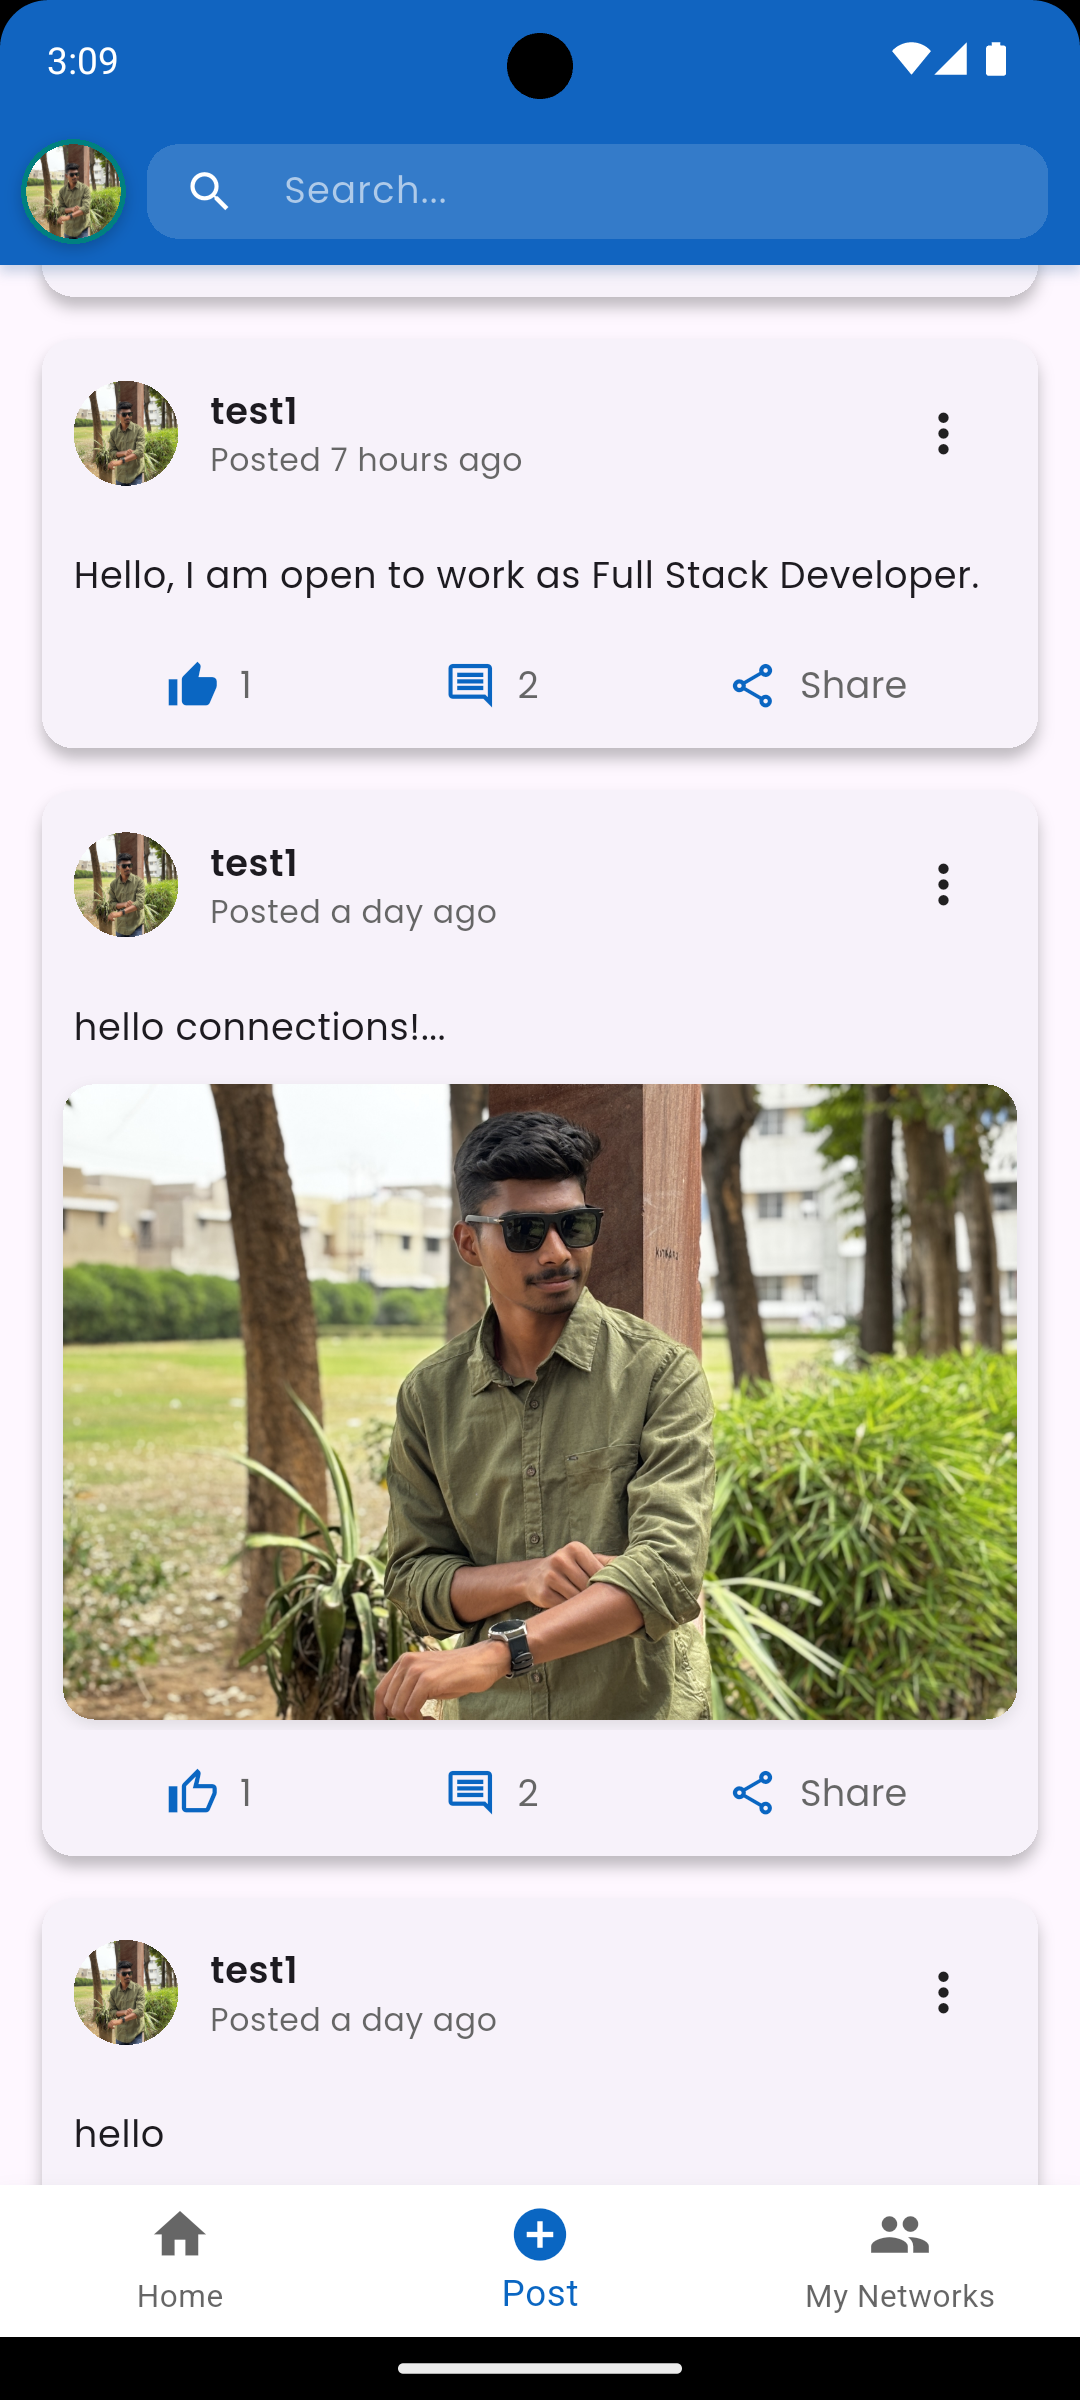 3:09
Search...
test1
Posted 7 hours ago
Hello, I am open to work as Full Stack Developer.
1 2 Share
test1
Posted a day ago
hello connections!...
1 2 Share
test1
Posted a day ago
hello
Home Post My Networks